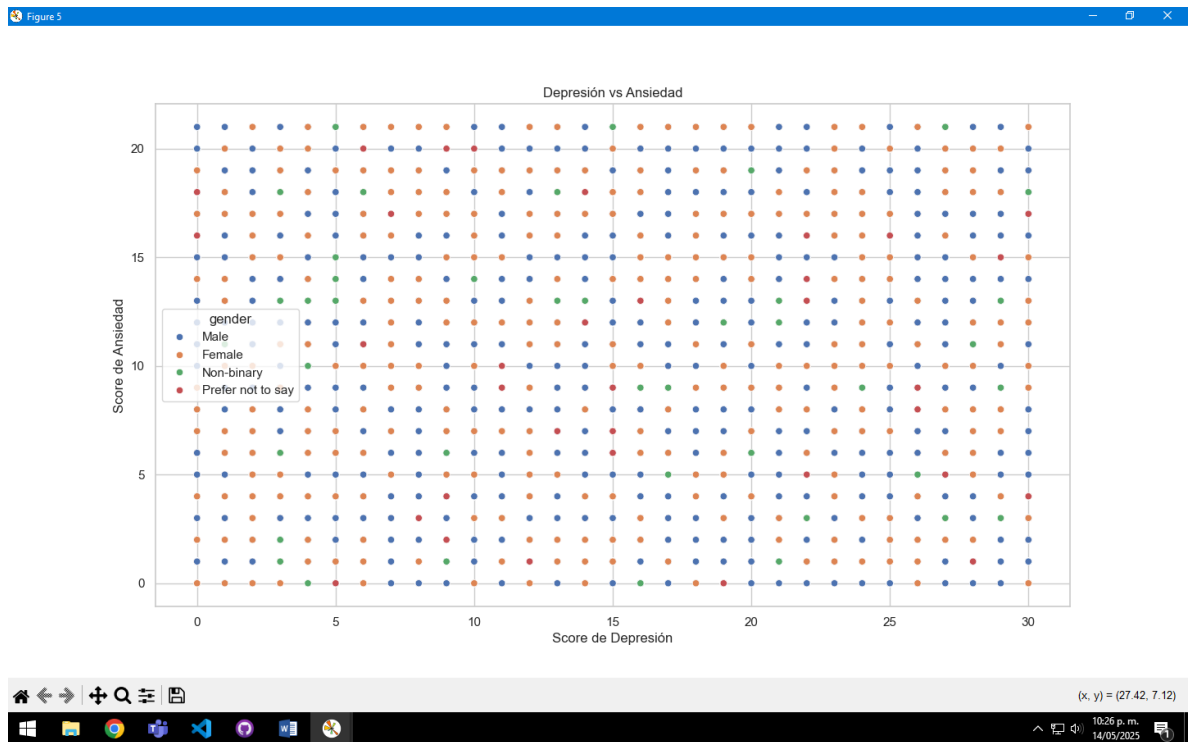 Figure 5
Depresión vs Ansiedad
Score de Ansiedad
20
15
10
5
0
gender
Male
Female
Non-binary
Prefer not to say
0 5 10 15 20 25 30
Score de Depresión
(x, y) = (27.42, 7.12)
10:26 p. m.
14/05/2025
1